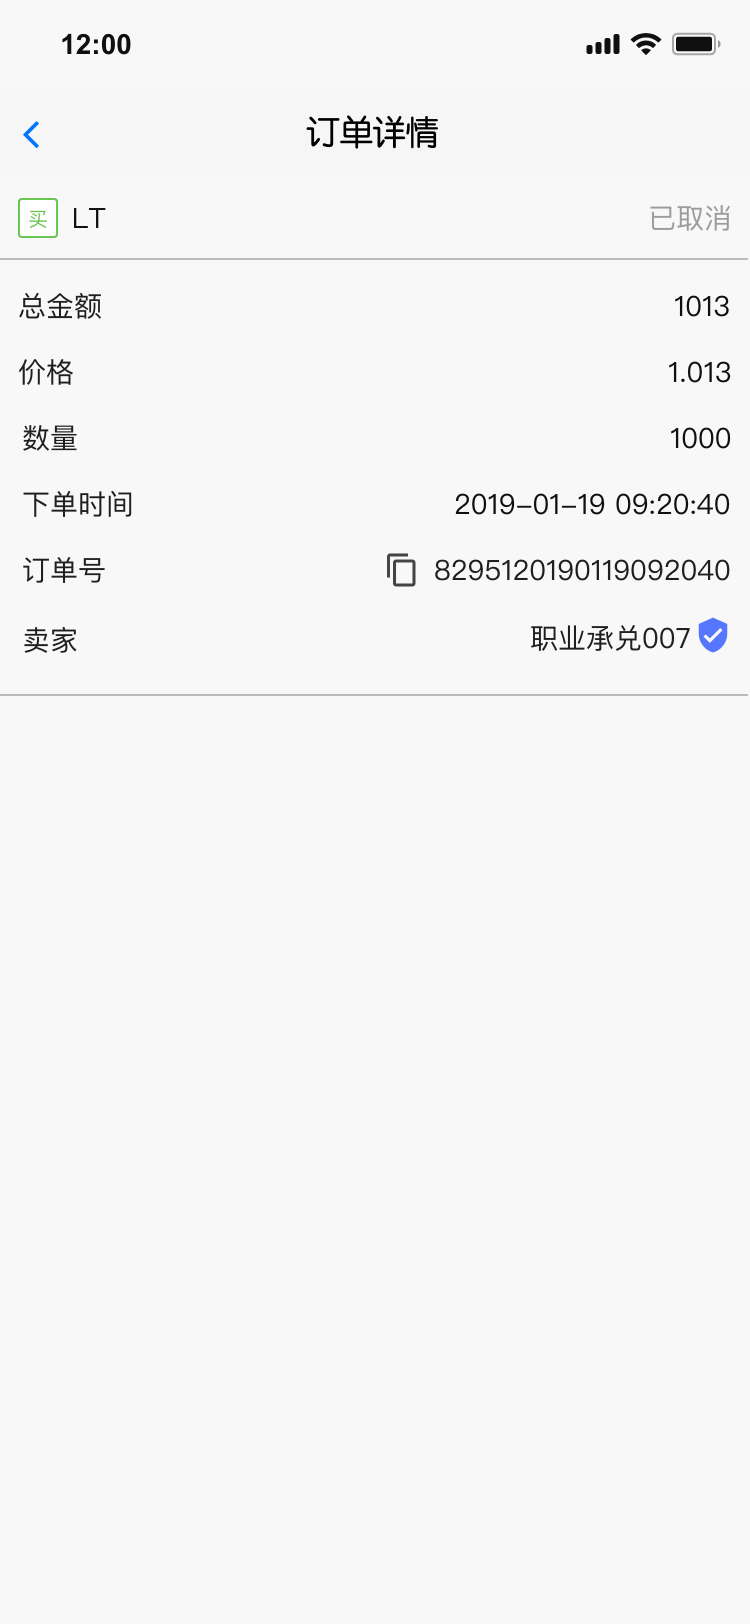 12:00
订单详情
买 LT 已取消
总金额 1013
价格 1.013
数量 1000
下单时间 2019-01-19 09:20:40
订单号 8295120190119092040
卖家 职业承兑007